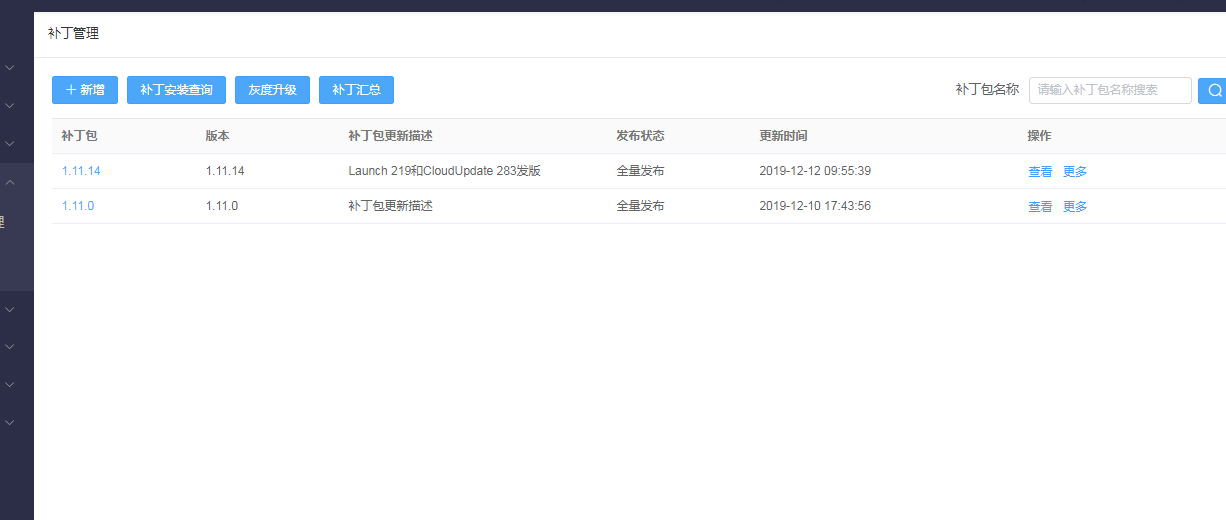 补丁管理
新增 补丁安装查询 灰度升级 补丁汇总 补丁包名称 请输入补丁包名称搜索
补丁包 版本 补丁包更新描述 发布状态 更新时间 操作
1.11.14 1.11.14 Launch 219和CloudUpdate 283发版 全量发布 2019-12-12 09:55:39 查看 更多
1.11.0 1.11.0 补丁包更新描述 全量发布 2019-12-10 17:43:56 查看 更多
理